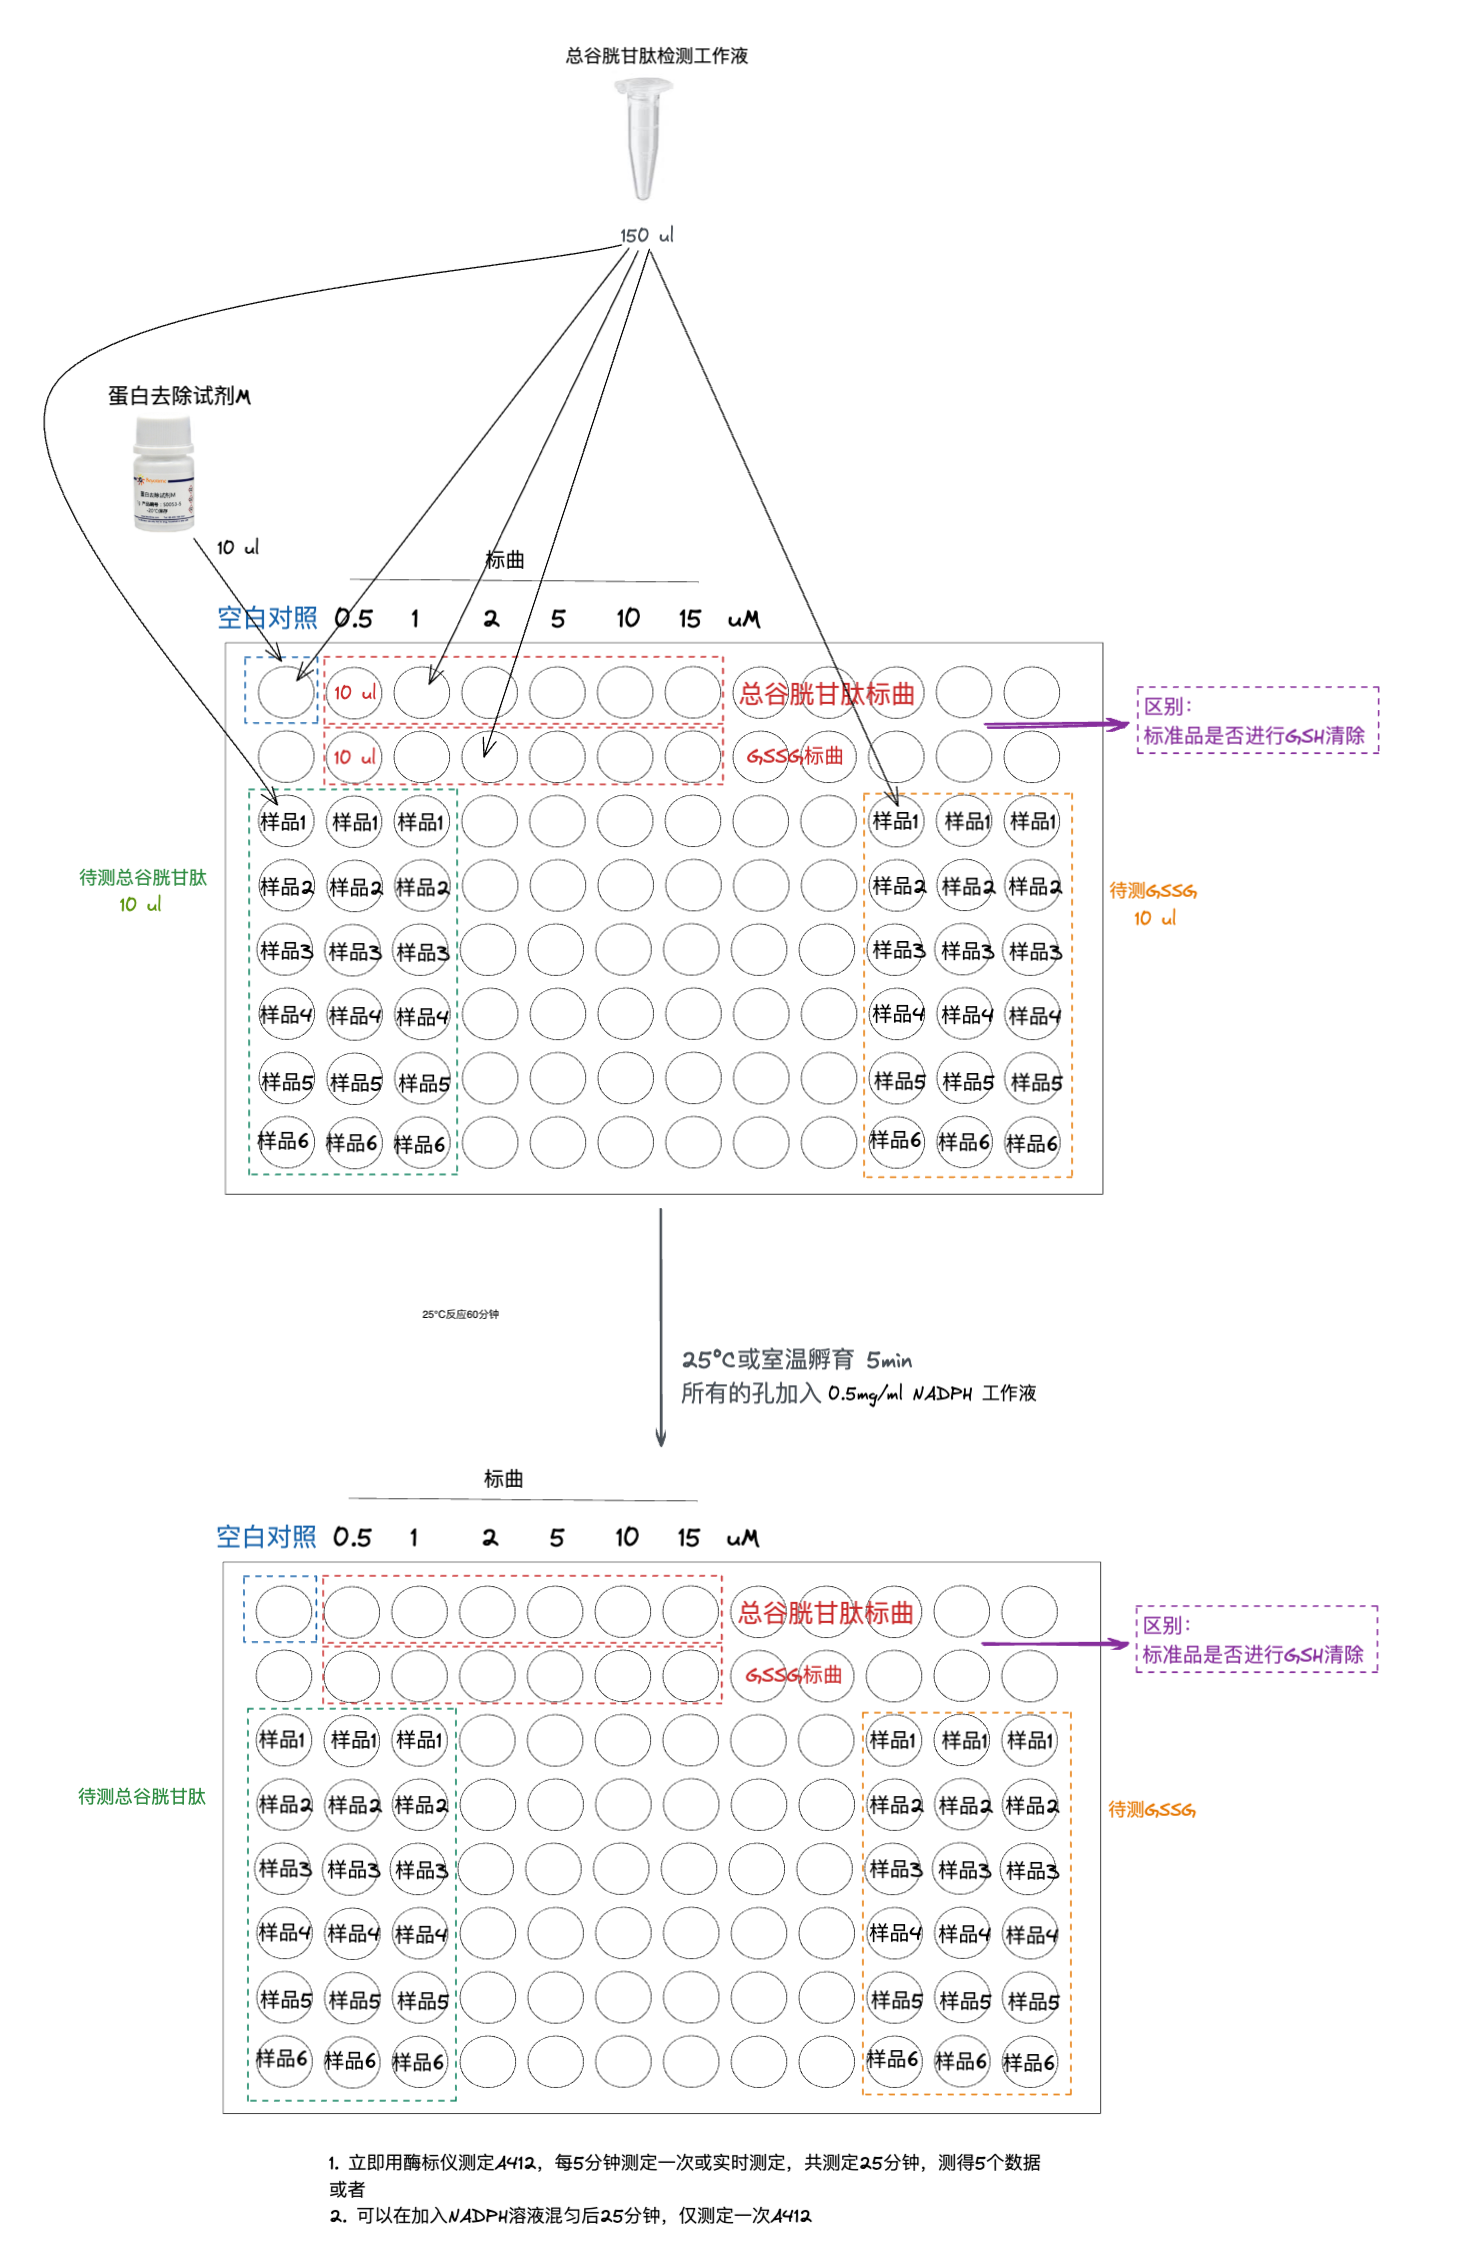 总谷胱甘肽检测工作液
150 ul
蛋白去除试剂M
蛋白去除试剂M
10 ul
标曲
空白对照 0.5 1 2 5 10 15 uM
10 ul 总谷胱甘肽标曲
区别：
标准品是否进行GSH清除
10 ul GSSG标曲
样品1 样品1 样品1 样品1 样品1 样品1
待测总谷胱甘肽
10 ul
样品2 样品2 样品2 样品2 样品2 样品2
待测GSSG
10 ul
样品3 样品3 样品3 样品3 样品3 样品3
样品4 样品4 样品4 样品4 样品4 样品4
样品5 样品5 样品5 样品5 样品5 样品5
样品6 样品6 样品6 样品6 样品6 样品6
25°C反应60分钟
25°C或室温孵育 5min
所有的孔加入 0.5mg/ml NADPH 工作液
标曲
空白对照 0.5 1 2 5 10 15 uM
总谷胱甘肽标曲
区别：
标准品是否进行GSH清除
GSSG标曲
样品1 样品1 样品1 样品1 样品1 样品1
待测总谷胱甘肽
样品2 样品2 样品2 样品2 样品2 样品2
待测GSSG
样品3 样品3 样品3 样品3 样品3 样品3
样品4 样品4 样品4 样品4 样品4 样品4
样品5 样品5 样品5 样品5 样品5 样品5
样品6 样品6 样品6 样品6 样品6 样品6
1. 立即用酶标仪测定A412，每5分钟测定一次或实时测定，共测定25分钟，测得5个数据
或者
2. 可以在加入NADPH溶液混匀后25分钟，仅测定一次A412